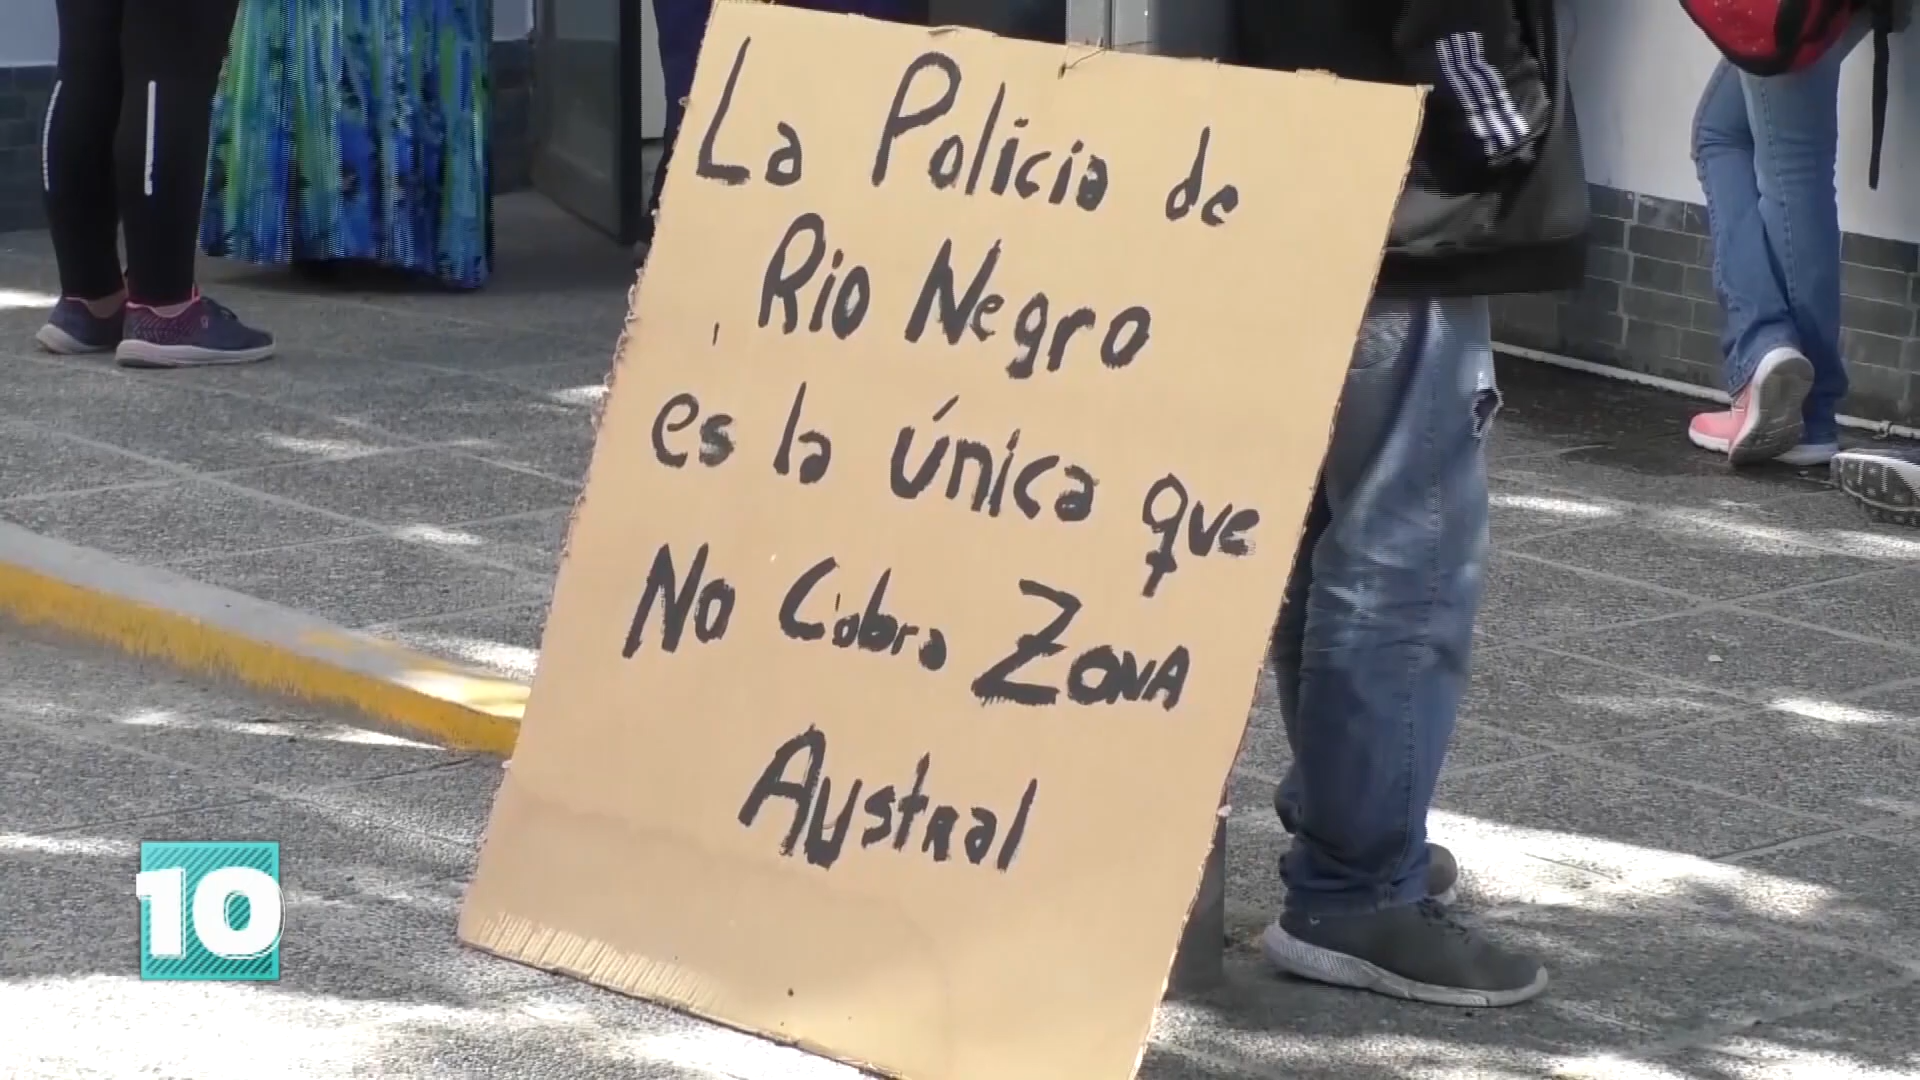 La Policia de
Rio Negro
es la única que
No Cobra Zona
Austral
10